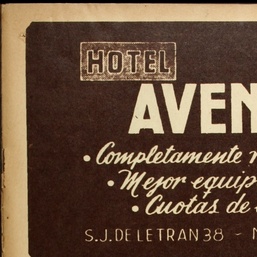 HOTEL
AVEN
• Completamente r
• Mejor equip
• Cuotas de
S.J. DE LETRAN 38 -